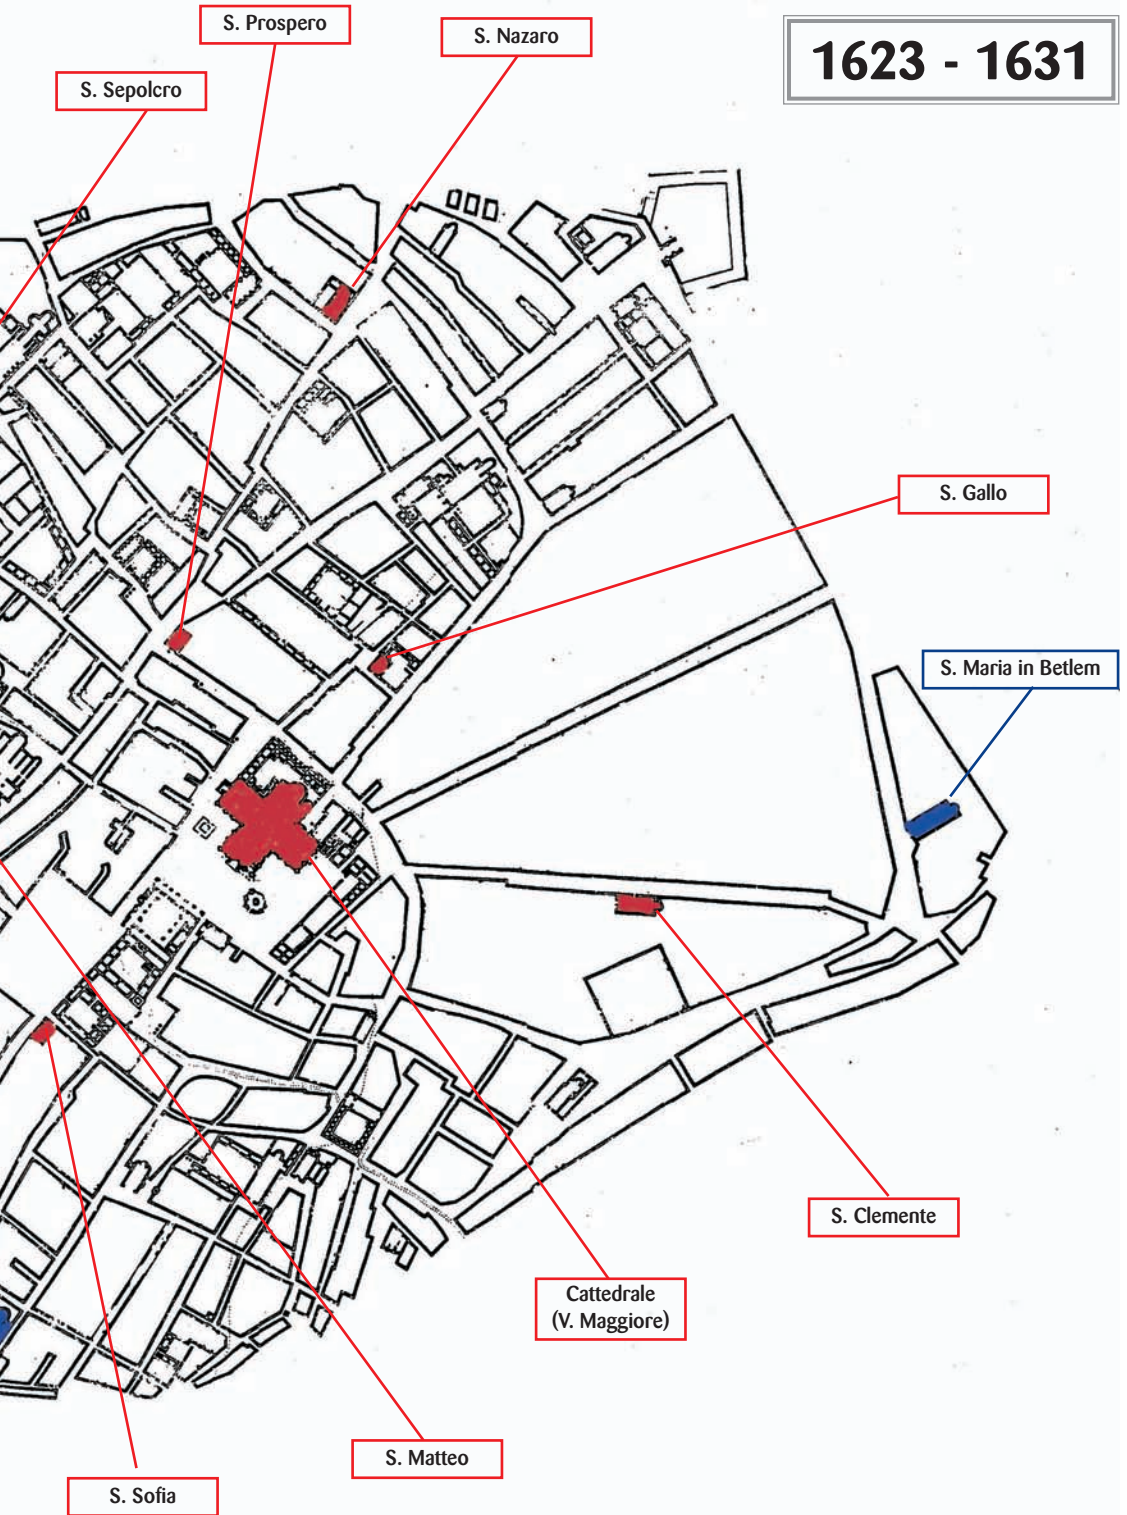 S. Prospero
S. Nazaro
1623 - 1631
S. Sepolcro
S. Gallo
S. Maria in Betlem
S. Clemente
Cattedrale
(V. Maggiore)
S. Matteo
S. Sofia